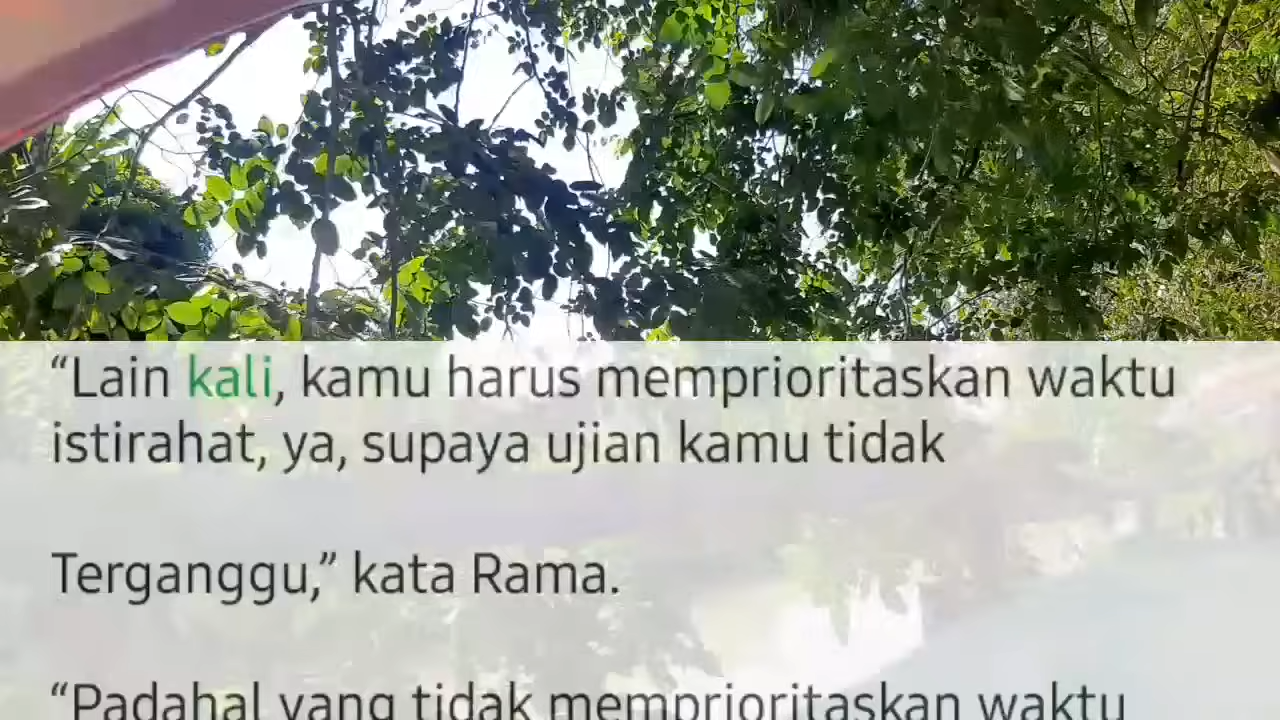 “Lain kali, kamu harus memprioritaskan waktu
istirahat, ya, supaya ujian kamu tidak
Terganggu,” kata Rama.
“Padahal yang tidak memprioritaskan waktu